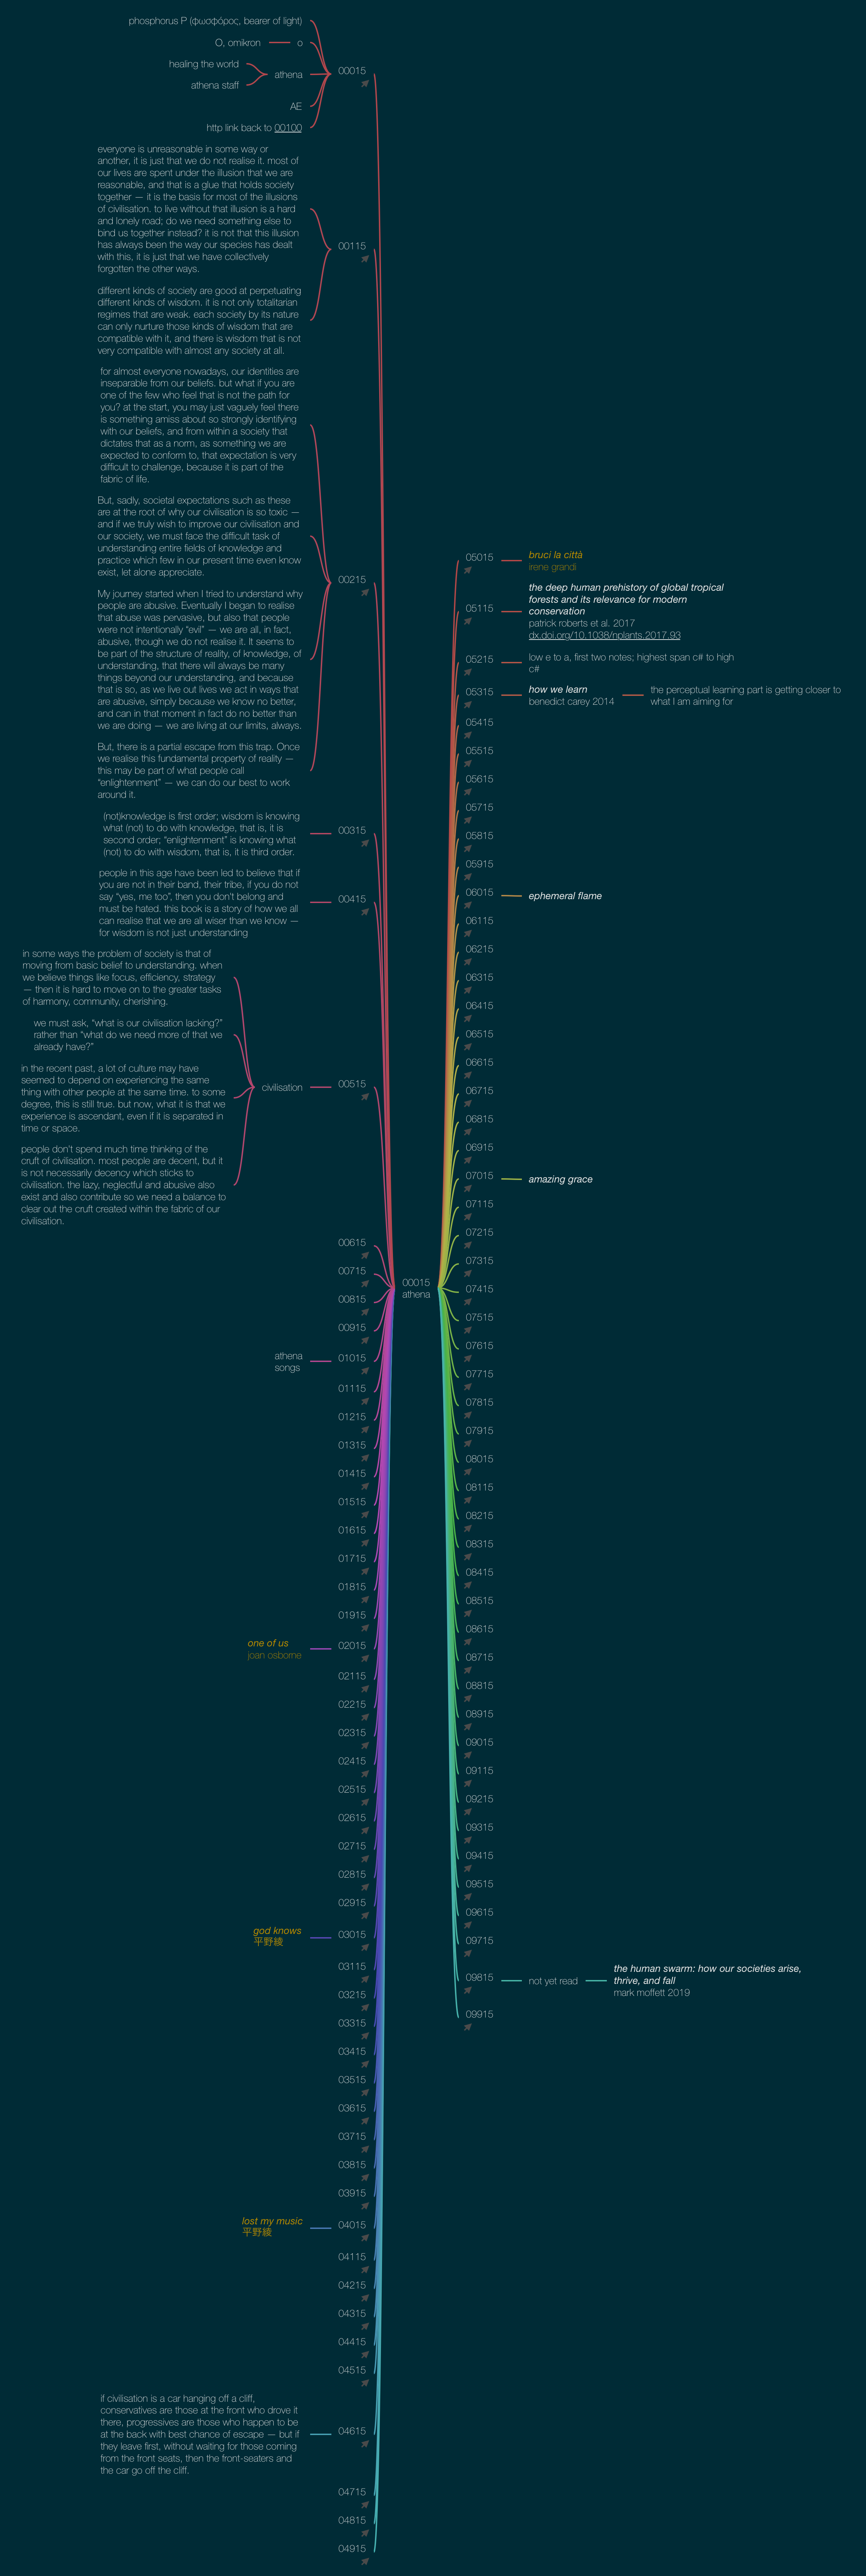 phosphorus P (φωσφόρος, bearer of light)
O, omikron
o
healing the world
athena staff
athena
AE
http link back to 00100
00015
everyone is unreasonable in some way or
another, it is just that we do not realise it. most of
our lives are spent under the illusion that we are
reasonable, and that is a glue that holds society
together — it is the basis for most of the illusions
of civilisation. to live without that illusion is a hard
and lonely road; do we need something else to
bind us together instead? it is not that this illusion
has always been the way our species has dealt
with this, it is just that we have collectively
forgotten the other ways.
different kinds of society are good at perpetuating
different kinds of wisdom. it is not only totalitarian
regimes that are weak. each society by its nature
can only nurture those kinds of wisdom that are
compatible with it, and there is wisdom that is not
very compatible with almost any society at all.
00115
for almost everyone nowadays, our identities are
inseparable from our beliefs. but what if you are
one of the few who feel that is not the path for
you? at the start, you may just vaguely feel there
is something amiss about so strongly identifying
with our beliefs, and from within a society that
dictates that as a norm, as something we are
expected to conform to, that expectation is very
difficult to challenge, because it is part of the
fabric of life.
But, sadly, societal expectations such as these
are at the root of why our civilisation is so toxic —
and if we truly wish to improve our civilisation and
our society, we must face the difficult task of
understanding entire fields of knowledge and
practice which few in our present time even know
exist, let alone appreciate.
My journey started when I tried to understand why
people are abusive. Eventually I began to realise
that abuse was pervasive, but also that people
were not intentionally “evil” — we are all, in fact,
abusive, though we do not realise it. It seems to
be part of the structure of reality, of knowledge, of
understanding, that there will always be many
things beyond our understanding, and because
that is so, as we live out lives we act in ways that
are abusive, simply because we know no better,
and can in that moment in fact do no better than
we are doing — we are living at our limits, always.
But, there is a partial escape from this trap. Once
we realise this fundamental property of reality —
this may be part of what people call
“enlightenment” — we can do our best to work
around it.
00215
(not)knowledge is first order; wisdom is knowing
what (not) to do with knowledge, that is, it is
second order; “enlightenment” is knowing what
(not) to do with wisdom, that is, it is third order.
00315
people in this age have been led to believe that if
you are not in their band, their tribe, if you do not
say “yes, me too”, then you don't belong and
must be hated. this book is a story of how we all
can realise that we are all wiser than we know —
for wisdom is not just understanding
00415
in some ways the problem of society is that of
moving from basic belief to understanding. when
we believe things like focus, efficiency, strategy
— then it is hard to move on to the greater tasks
of harmony, community, cherishing.
we must ask, “what is our civilisation lacking?”
rather than “what do we need more of that we
already have?”
in the recent past, a lot of culture may have
seemed to depend on experiencing the same
thing with other people at the same time. to some
degree, this is still true. but now, what it is that we
experience is ascendant, even if it is separated in
time or space.
people don't spend much time thinking of the
cruft of civilisation. most people are decent, but it
is not necessarily decency which sticks to
civilisation. the lazy, neglectful and abusive also
exist and also contribute so we need a balance to
clear out the cruft created within the fabric of our
civilisation.
civilisation
00515
00615
00715
00815
00915
athena
songs
01015
01115
01215
01315
01415
01515
01615
01715
01815
01915
one of us
joan osborne
02015
02115
02215
02315
02415
02515
02615
02715
02815
02915
god knows
平野綾
03015
03115
03215
03315
03415
03515
03615
03715
03815
03915
lost my music
平野綾
04015
04115
04215
04315
04415
04515
if civilisation is a car hanging off a cliff,
conservatives are those at the front who drove it
there, progressives are those who happen to be
at the back with best chance of escape — but if
they leave first, without waiting for those coming
from the front seats, then the front-seaters and
the car go off the cliff.
04615
04715
04815
04915
00015
athena
05015
bruci la città
irene grandi
05115
the deep human prehistory of global tropical
forests and its relevance for modern
conservation
patrick roberts et al. 2017
dx.doi.org/10.1038/nplants.2017.93
05215
low e to a, first two notes; highest span c# to high
c#
05315
how we learn
benedict carey 2014
the perceptual learning part is getting closer to
what I am aiming for
05415
05515
05615
05715
05815
05915
06015
ephemeral flame
06115
06215
06315
06415
06515
06615
06715
06815
06915
07015
amazing grace
07115
07215
07315
07415
07515
07615
07715
07815
07915
08015
08115
08215
08315
08415
08515
08615
08715
08815
08915
09015
09115
09215
09315
09415
09515
09615
09715
09815
not yet read
the human swarm: how our societies arise,
thrive, and fall
mark moffett 2019
09915